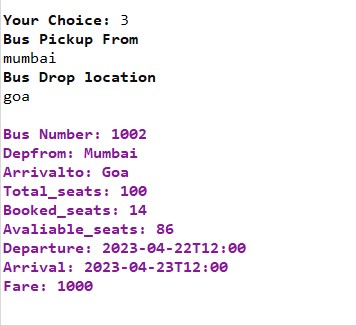 Your Choice: 3
Bus Pickup From
mumbai
Bus Drop location
goa
Bus Number: 1002
Depfrom: Mumbai
Arrivalto: Goa
Total_seats: 100
Booked_seats: 14
Avaliable_seats: 86
Departure: 2023-04-22T12:00
Arrival: 2023-04-23T12:00
Fare: 1000